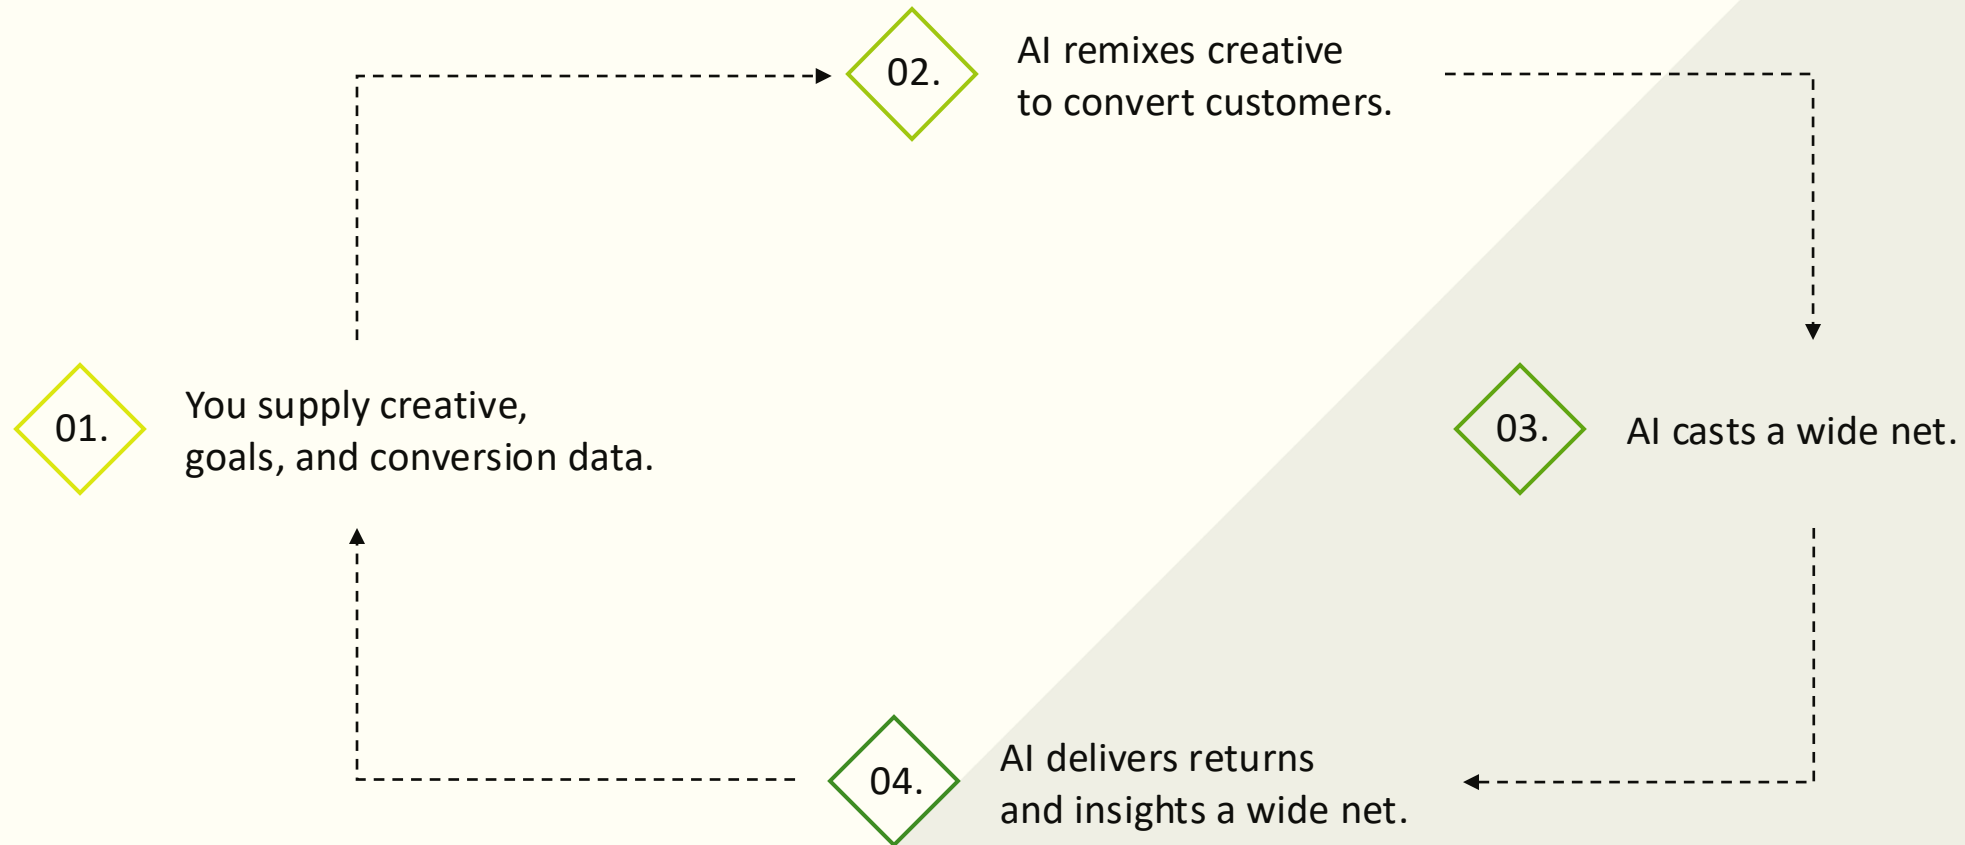 01.
You supply creative,
goals, and conversion data.
02.
AI remixes creative
to convert customers.
03.
AI casts a wide net.
04.
AI delivers returns
and insights a wide net.